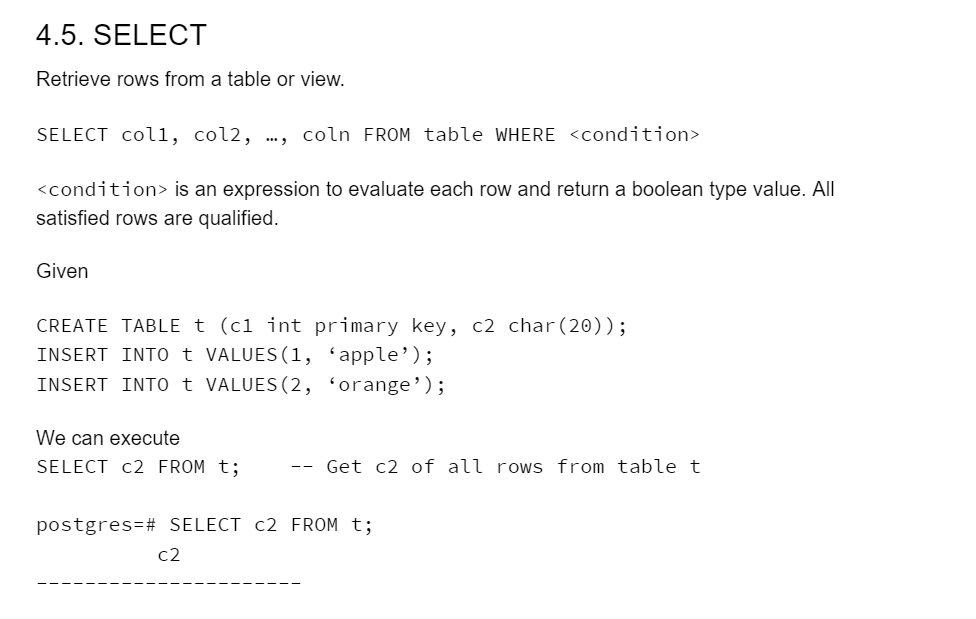 4.5. SELECT
Retrieve rows from a table or view.
SELECT col1, col2, …, coln FROM table WHERE <condition>
<condition> is an expression to evaluate each row and return a boolean type value. All
satisfied rows are qualified.
Given
CREATE TABLE t (c1 int primary key, c2 char(20));
INSERT INTO t VALUES(1, ‘apple’);
INSERT INTO t VALUES(2, ‘orange’);
We can execute
SELECT c2 FROM t;    -- Get c2 of all rows from table t
postgres=# SELECT c2 FROM t;
c2
----------------------